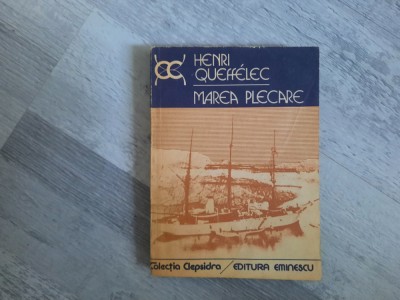 HENRI
QUEFFÉLEC
MAREA PLECARE
Colecția Clepsidra / EDITURA EMINESCU